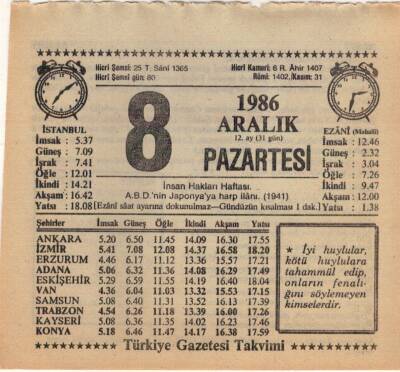 Hicri Şemsi: 25 T. Sâni 1365
Hicri Şemsi gün: 80
Hicri Kameri: 6 R. Âhir 1407
Rûmi: 1402, Kasım: 31
8
1986
ARALIK
12. ay (31 gün)
PAZARTESİ
İSTANBUL
İmsak : 5.37
Güneş : 7.09
İşrak : 7.41
Öğle : 12.01
İkindi : 14.21
Akşam : 16.42
Yatsı : 18.08
EZÂNİ (Mahalli)
İmsak : 12.46
Güneş : 2.32
İşrak : 3.04
Öğle : 7.26
İkindi : 9.47
Akşam : 12.00
Yatsı : 1.38
İnsan Hakları Haftası.
A.B.D.'nin Japonya'ya harp ilânı. (1941)
[Ezânî sâat ayarına dokunulmaz—Gündüzün kısalması 1 dak.]
Şehirler İmsak Güneş Öğle İkindi Akşam Yatsı
ANKARA 5.20 6.50 11.45 14.09 16.30 17.55
İZMİR 5.41 7.08 12.08 14.37 16.58 18.20
ERZURUM 4.46 6.17 11.12 13.36 15.57 17.21
ADANA 5.06 6.32 11.36 14.08 16.29 17.49
ESKİŞEHİR 5.29 6.59 11.55 14.19 16.40 18.04
VAN 4.36 6.04 11.03 13.32 15.53 17.15
SAMSUN 5.08 6.40 11.31 13.52 16.13 17.39
TRABZON 4.54 6.26 11.18 13.39 16.00 17.26
KAYSERİ 5.08 6.36 11.35 14.02 16.23 17.46
KONYA 5.18 6.46 11.47 14.17 16.38 17.59
★ İyi huylular,
kötü huylulara
tahammül edip,
onların fenalı-
ğını söylemeyen
kimselerdir.
Türkiye Gazetesi Takvimi